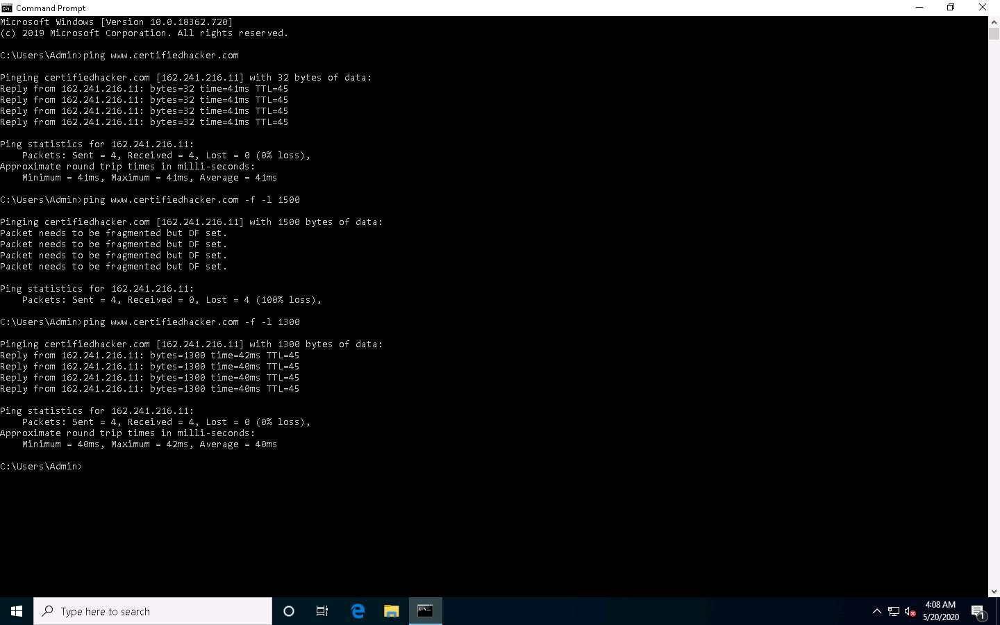 Command Prompt
Microsoft Windows [Version 10.0.18362.720]
(c) 2019 Microsoft Corporation. All rights reserved.
C:\Users\Admin>ping www.certifiedhacker.com
Pinging certifiedhacker.com [162.241.216.11] with 32 bytes of data:
Reply from 162.241.216.11: bytes=32 time=41ms TTL=45
Reply from 162.241.216.11: bytes=32 time=41ms TTL=45
Reply from 162.241.216.11: bytes=32 time=41ms TTL=45
Reply from 162.241.216.11: bytes=32 time=41ms TTL=45
Ping statistics for 162.241.216.11:
    Packets: Sent = 4, Received = 4, Lost = 0 (0% loss),
Approximate round trip times in milli-seconds:
    Minimum = 41ms, Maximum = 41ms, Average = 41ms
C:\Users\Admin>ping www.certifiedhacker.com -f -l 1500
Pinging certifiedhacker.com [162.241.216.11] with 1500 bytes of data:
Packet needs to be fragmented but DF set.
Packet needs to be fragmented but DF set.
Packet needs to be fragmented but DF set.
Packet needs to be fragmented but DF set.
Ping statistics for 162.241.216.11:
    Packets: Sent = 4, Received = 0, Lost = 4 (100% loss),
C:\Users\Admin>ping www.certifiedhacker.com -f -l 1300
Pinging certifiedhacker.com [162.241.216.11] with 1300 bytes of data:
Reply from 162.241.216.11: bytes=1300 time=42ms TTL=45
Reply from 162.241.216.11: bytes=1300 time=40ms TTL=45
Reply from 162.241.216.11: bytes=1300 time=40ms TTL=45
Reply from 162.241.216.11: bytes=1300 time=40ms TTL=45
Ping statistics for 162.241.216.11:
    Packets: Sent = 4, Received = 4, Lost = 0 (0% loss),
Approximate round trip times in milli-seconds:
    Minimum = 40ms, Maximum = 42ms, Average = 40ms
C:\Users\Admin>
Type here to search
4:08 AM
5/20/2020
1